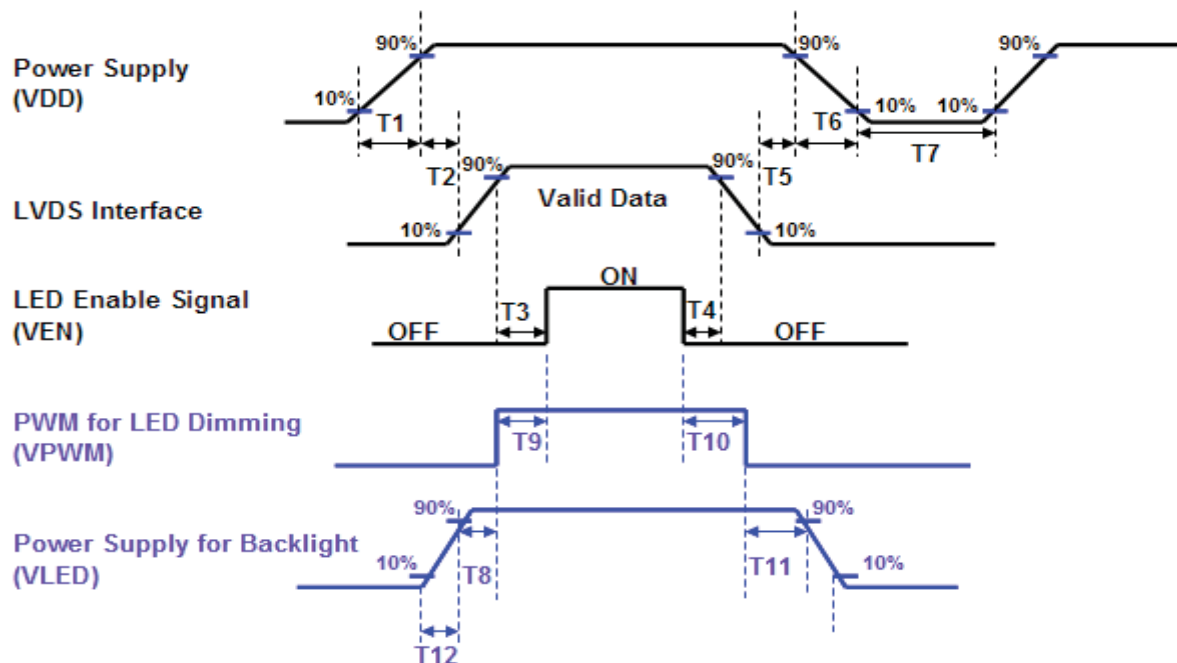 90% 90% 90%
Power Supply
(VDD)
10% 10% 10%
T1 T6
T7
T2 T5
90% 90%
Valid Data
LVDS Interface
10% 10%
ON
LED Enable Signal
(VEN)
T3 T4
OFF OFF
PWM for LED Dimming
(VPWM)
T9 T10
90% 90%
Power Supply for Backlight
(VLED)
10% 10%
T8 T11
T12